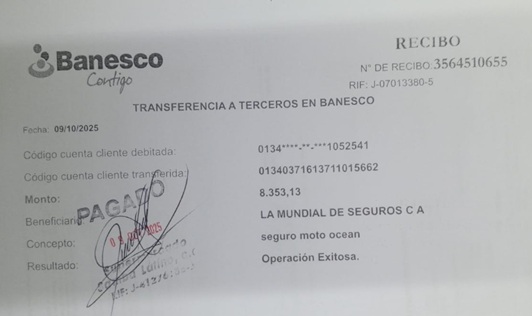 Banesco
Contigo
RECIBO
N° DE RECIBO:3564510655
RIF: J-07013380-5
TRANSFERENCIA A TERCEROS EN BANESCO
Fecha: 09/10/2025
Código cuenta cliente debitada: 0134****-**-***1052541
Código cuenta cliente transferida: 01340371613711015662
Monto: 8.353,13
Beneficiario LA MUNDIAL DE SEGUROS C A
Concepto: seguro moto ocean
Resultado: Operación Exitosa.
PAGADO
2025